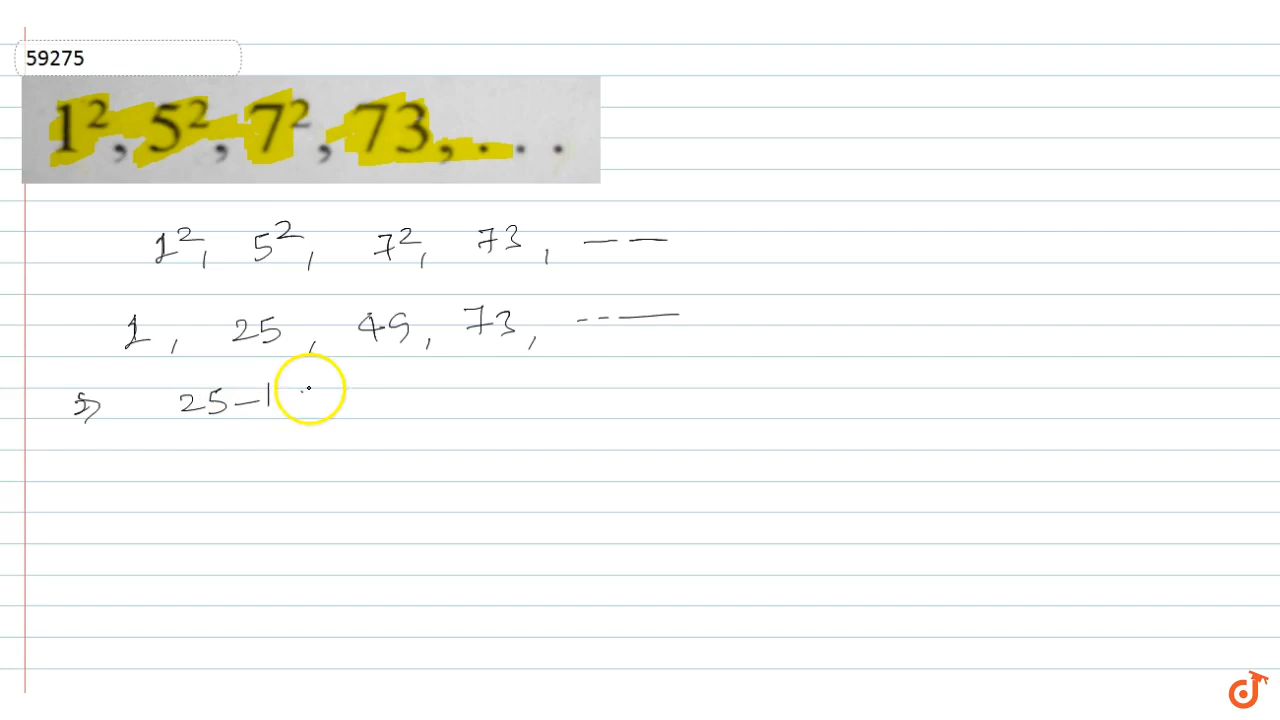 59275
1², 5², 7², 73, . . .
1², 5², 7², 73, — —
1, 25, 49, 73, - - —
⇒ 25-1